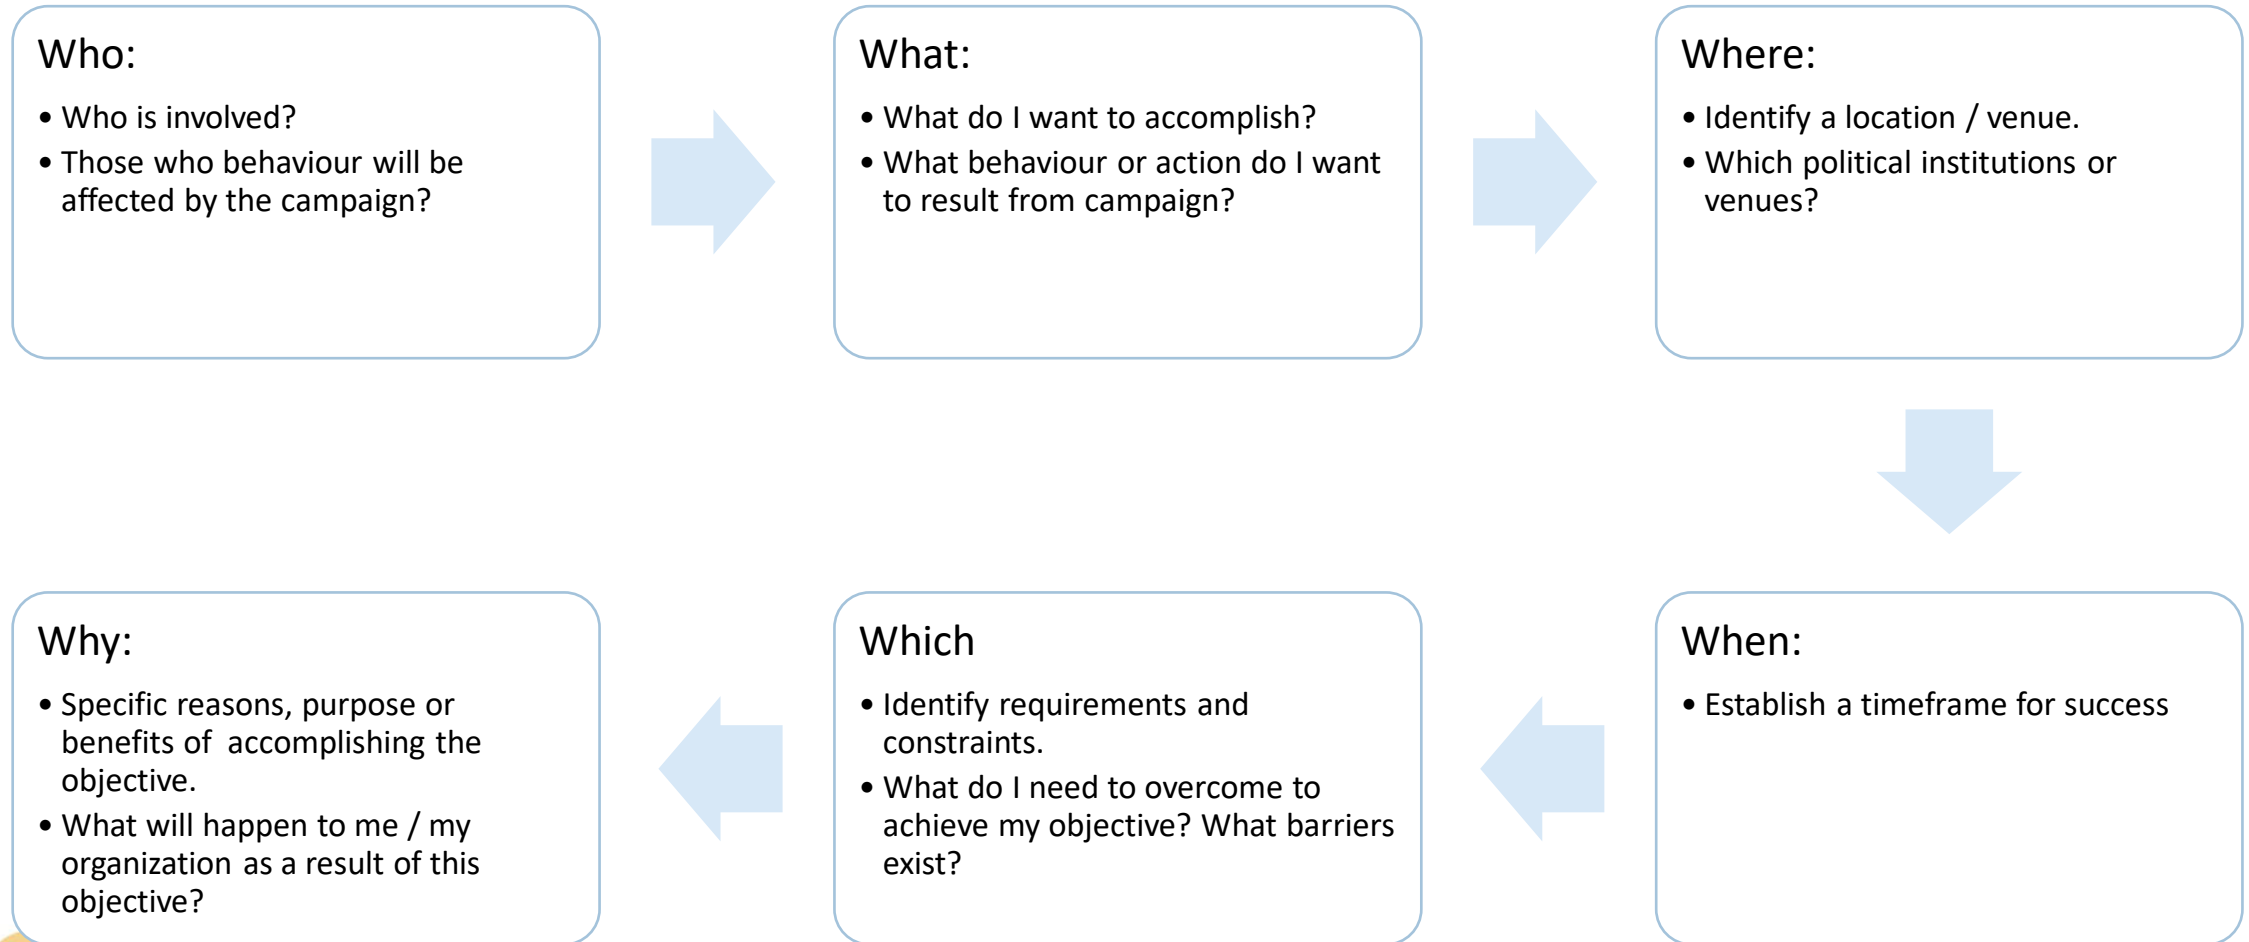 Who:
• Who is involved?
• Those who behaviour will be
affected by the campaign?
What:
• What do I want to accomplish?
• What behaviour or action do I want
to result from campaign?
Where:
• Identify a location / venue.
• Which political institutions or
venues?
When:
• Establish a timeframe for success
Which
• Identify requirements and
constraints.
• What do I need to overcome to
achieve my objective? What barriers
exist?
Why:
• Specific reasons, purpose or
benefits of accomplishing the
objective.
• What will happen to me / my
organization as a result of this
objective?